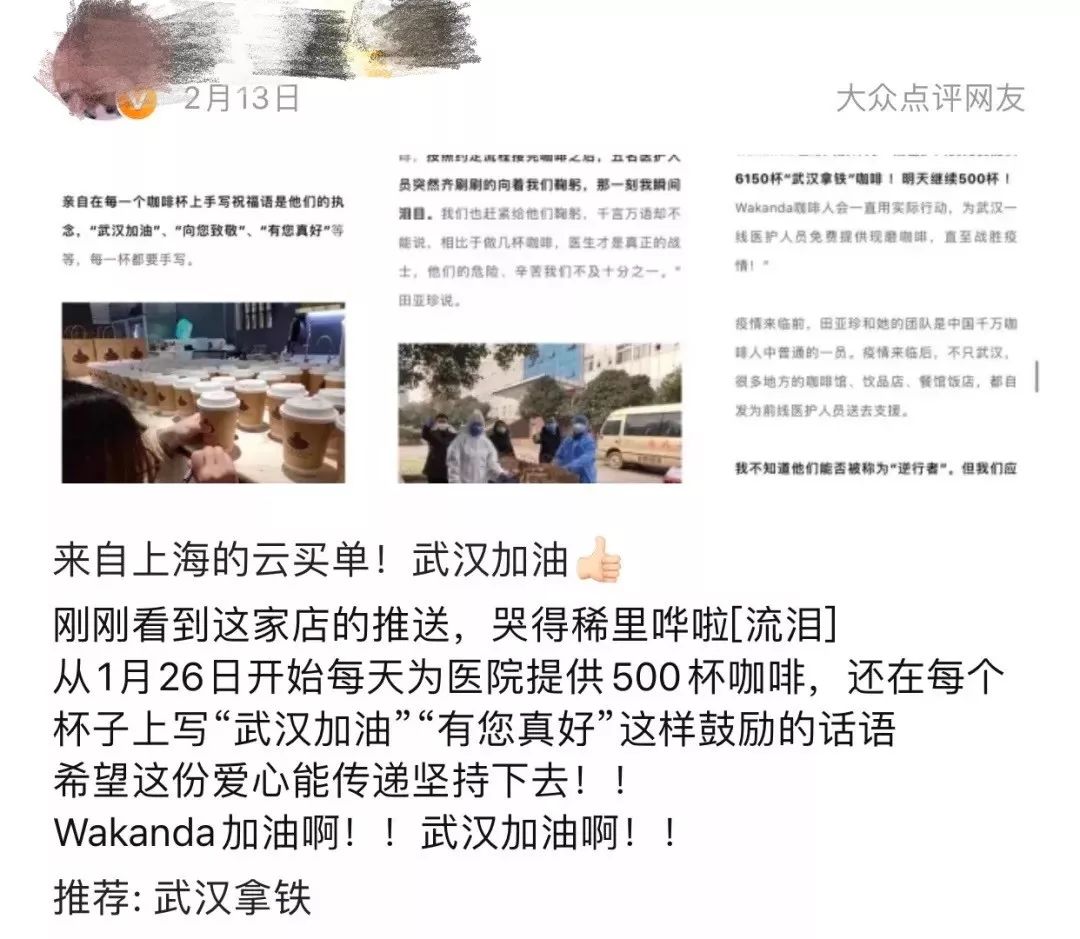 2月13日
大众点评网友
亲自在每一个咖啡杯上手写祝福语是他们的执
念，“武汉加油”、“向您致敬”、“有您真好”等
等，每一杯都要手写。
啡，按照约定流程接完咖啡之后，五名医护人
员突然齐刷刷的向着我们鞠躬，那一刻我瞬间
泪目。我们也赶紧给他们鞠躬，千言万语却不
能说，相比于做几杯咖啡，医生才是真正的战
士，他们的危险、辛苦我们不及十分之一。”
田亚珍说。
6150杯“武汉拿铁”咖啡！明天继续500杯！
Wakanda咖啡人会一直用实际行动，为武汉一
线医护人员免费提供现磨咖啡，直至战胜疫
情！”
疫情来临前，田亚珍和她的团队是中国千万咖
啡人中普通的一员。疫情来临后，不只武汉，
很多地方的咖啡馆、饮品店、餐馆饭店，都自
发为前线医护人员送去支援。
我不知道他们能否被称为“逆行者”。但我们应
来自上海的云买单！武汉加油👍🏻
刚刚看到这家店的推送，哭得稀里哗啦[流泪]
从1月26日开始每天为医院提供500杯咖啡，还在每个
杯子上写“武汉加油”“有您真好”这样鼓励的话语
希望这份爱心能传递坚持下去！！
Wakanda加油啊！！武汉加油啊！！
推荐: 武汉拿铁